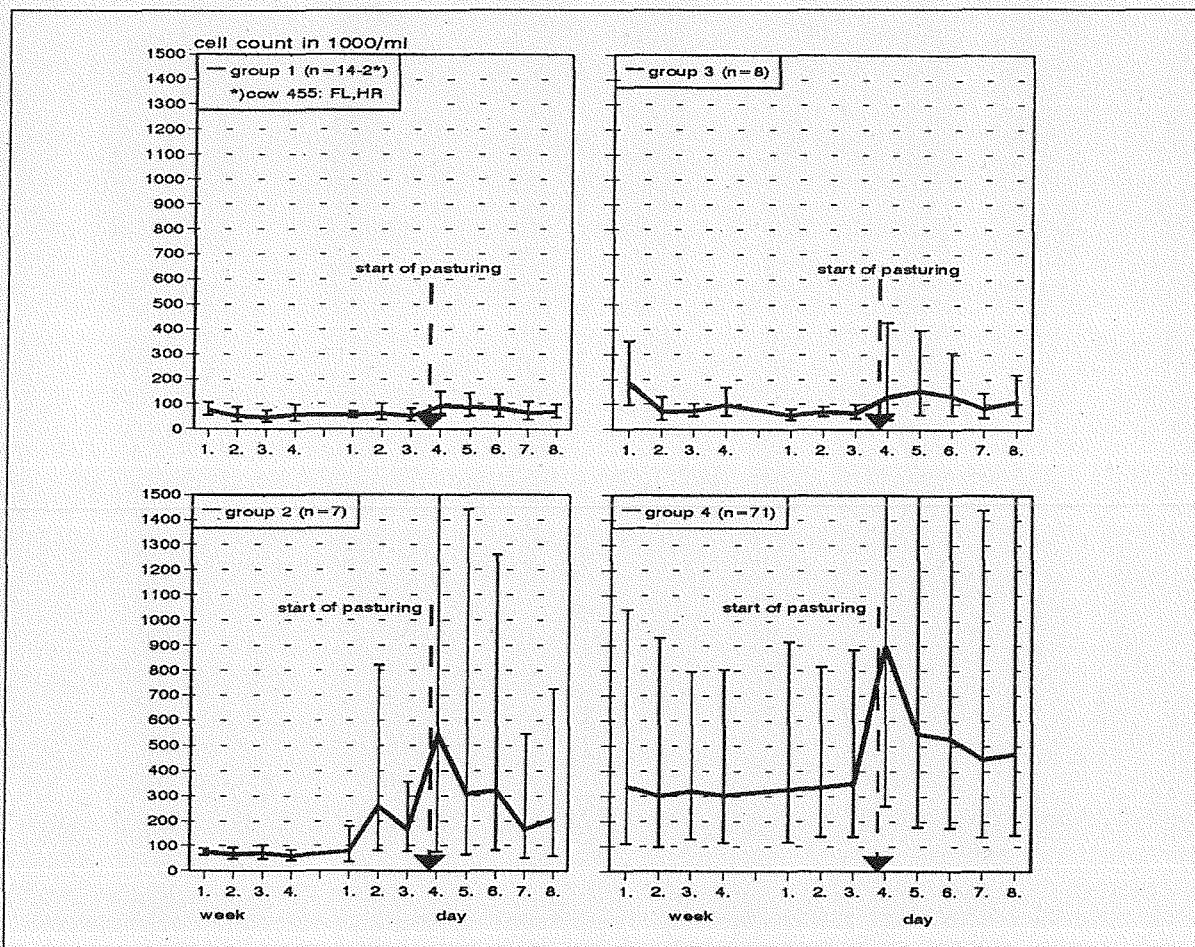 cell count in 1000/ml
1500
1400
1300
1200
1100
1000
900
800
700
600
500
400
300
200
100
0
group 1 (n=14-2*)
*)cow 455: FL,HR
start of pasturing
1. 2. 3. 4. 1. 2. 3. 4. 5. 6. 7. 8.
group 3 (n=8)
start of pasturing
1. 2. 3. 4. 1. 2. 3. 4. 5. 6. 7. 8.
1500
1400
1300
1200
1100
1000
900
800
700
600
500
400
300
200
100
0
group 2 (n=7)
start of pasturing
1. 2. 3. 4. 1. 2. 3. 4. 5. 6. 7. 8.
week day
group 4 (n=71)
start of pasturing
1. 2. 3. 4. 1. 2. 3. 4. 5. 6. 7. 8.
week day